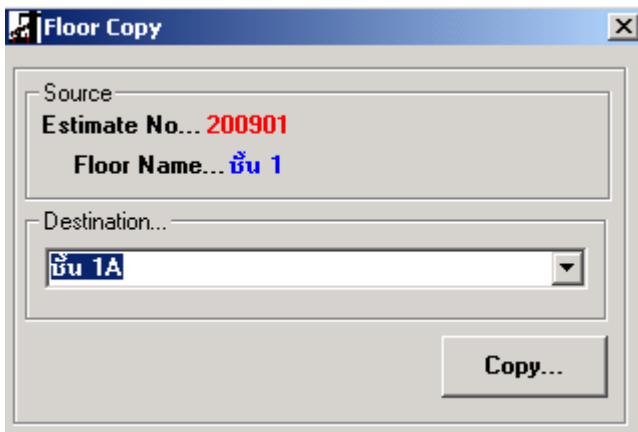 Floor Copy
Source
Estimate No... 200901
Floor Name... ชั้น 1
Destination...
ชั้น 1A
Copy...